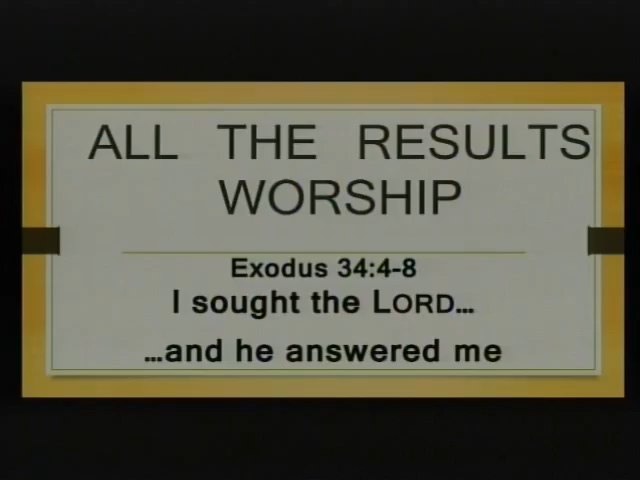 ALL THE RESULTS
WORSHIP
Exodus 34:4-8
I sought the LORD...
...and he answered me